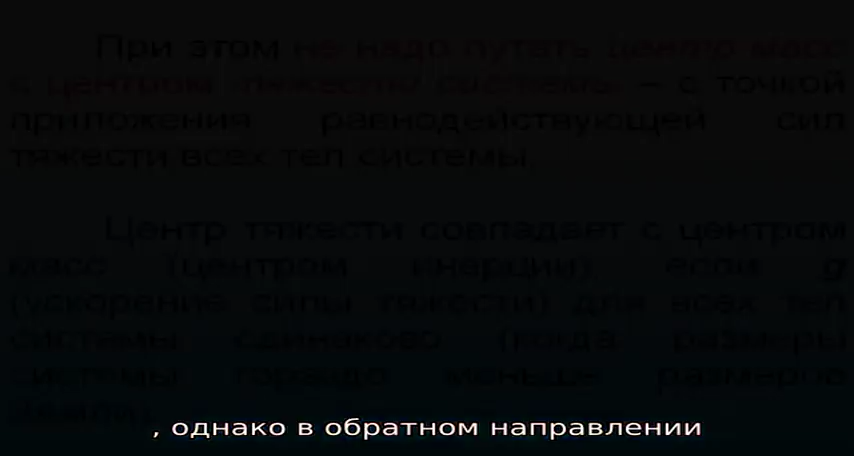 При этом не надо путать центр масс
с центром тяжести системы – с точкой
приложения равнодействующей сил
тяжести всех тел системы.
Центр тяжести совпадает с центром
масс (центром инерции), если g
(ускорение силы тяжести) для всех тел
системы одинаково (когда размеры
системы гораздо меньше размеров
Земли).
, однако в обратном направлении